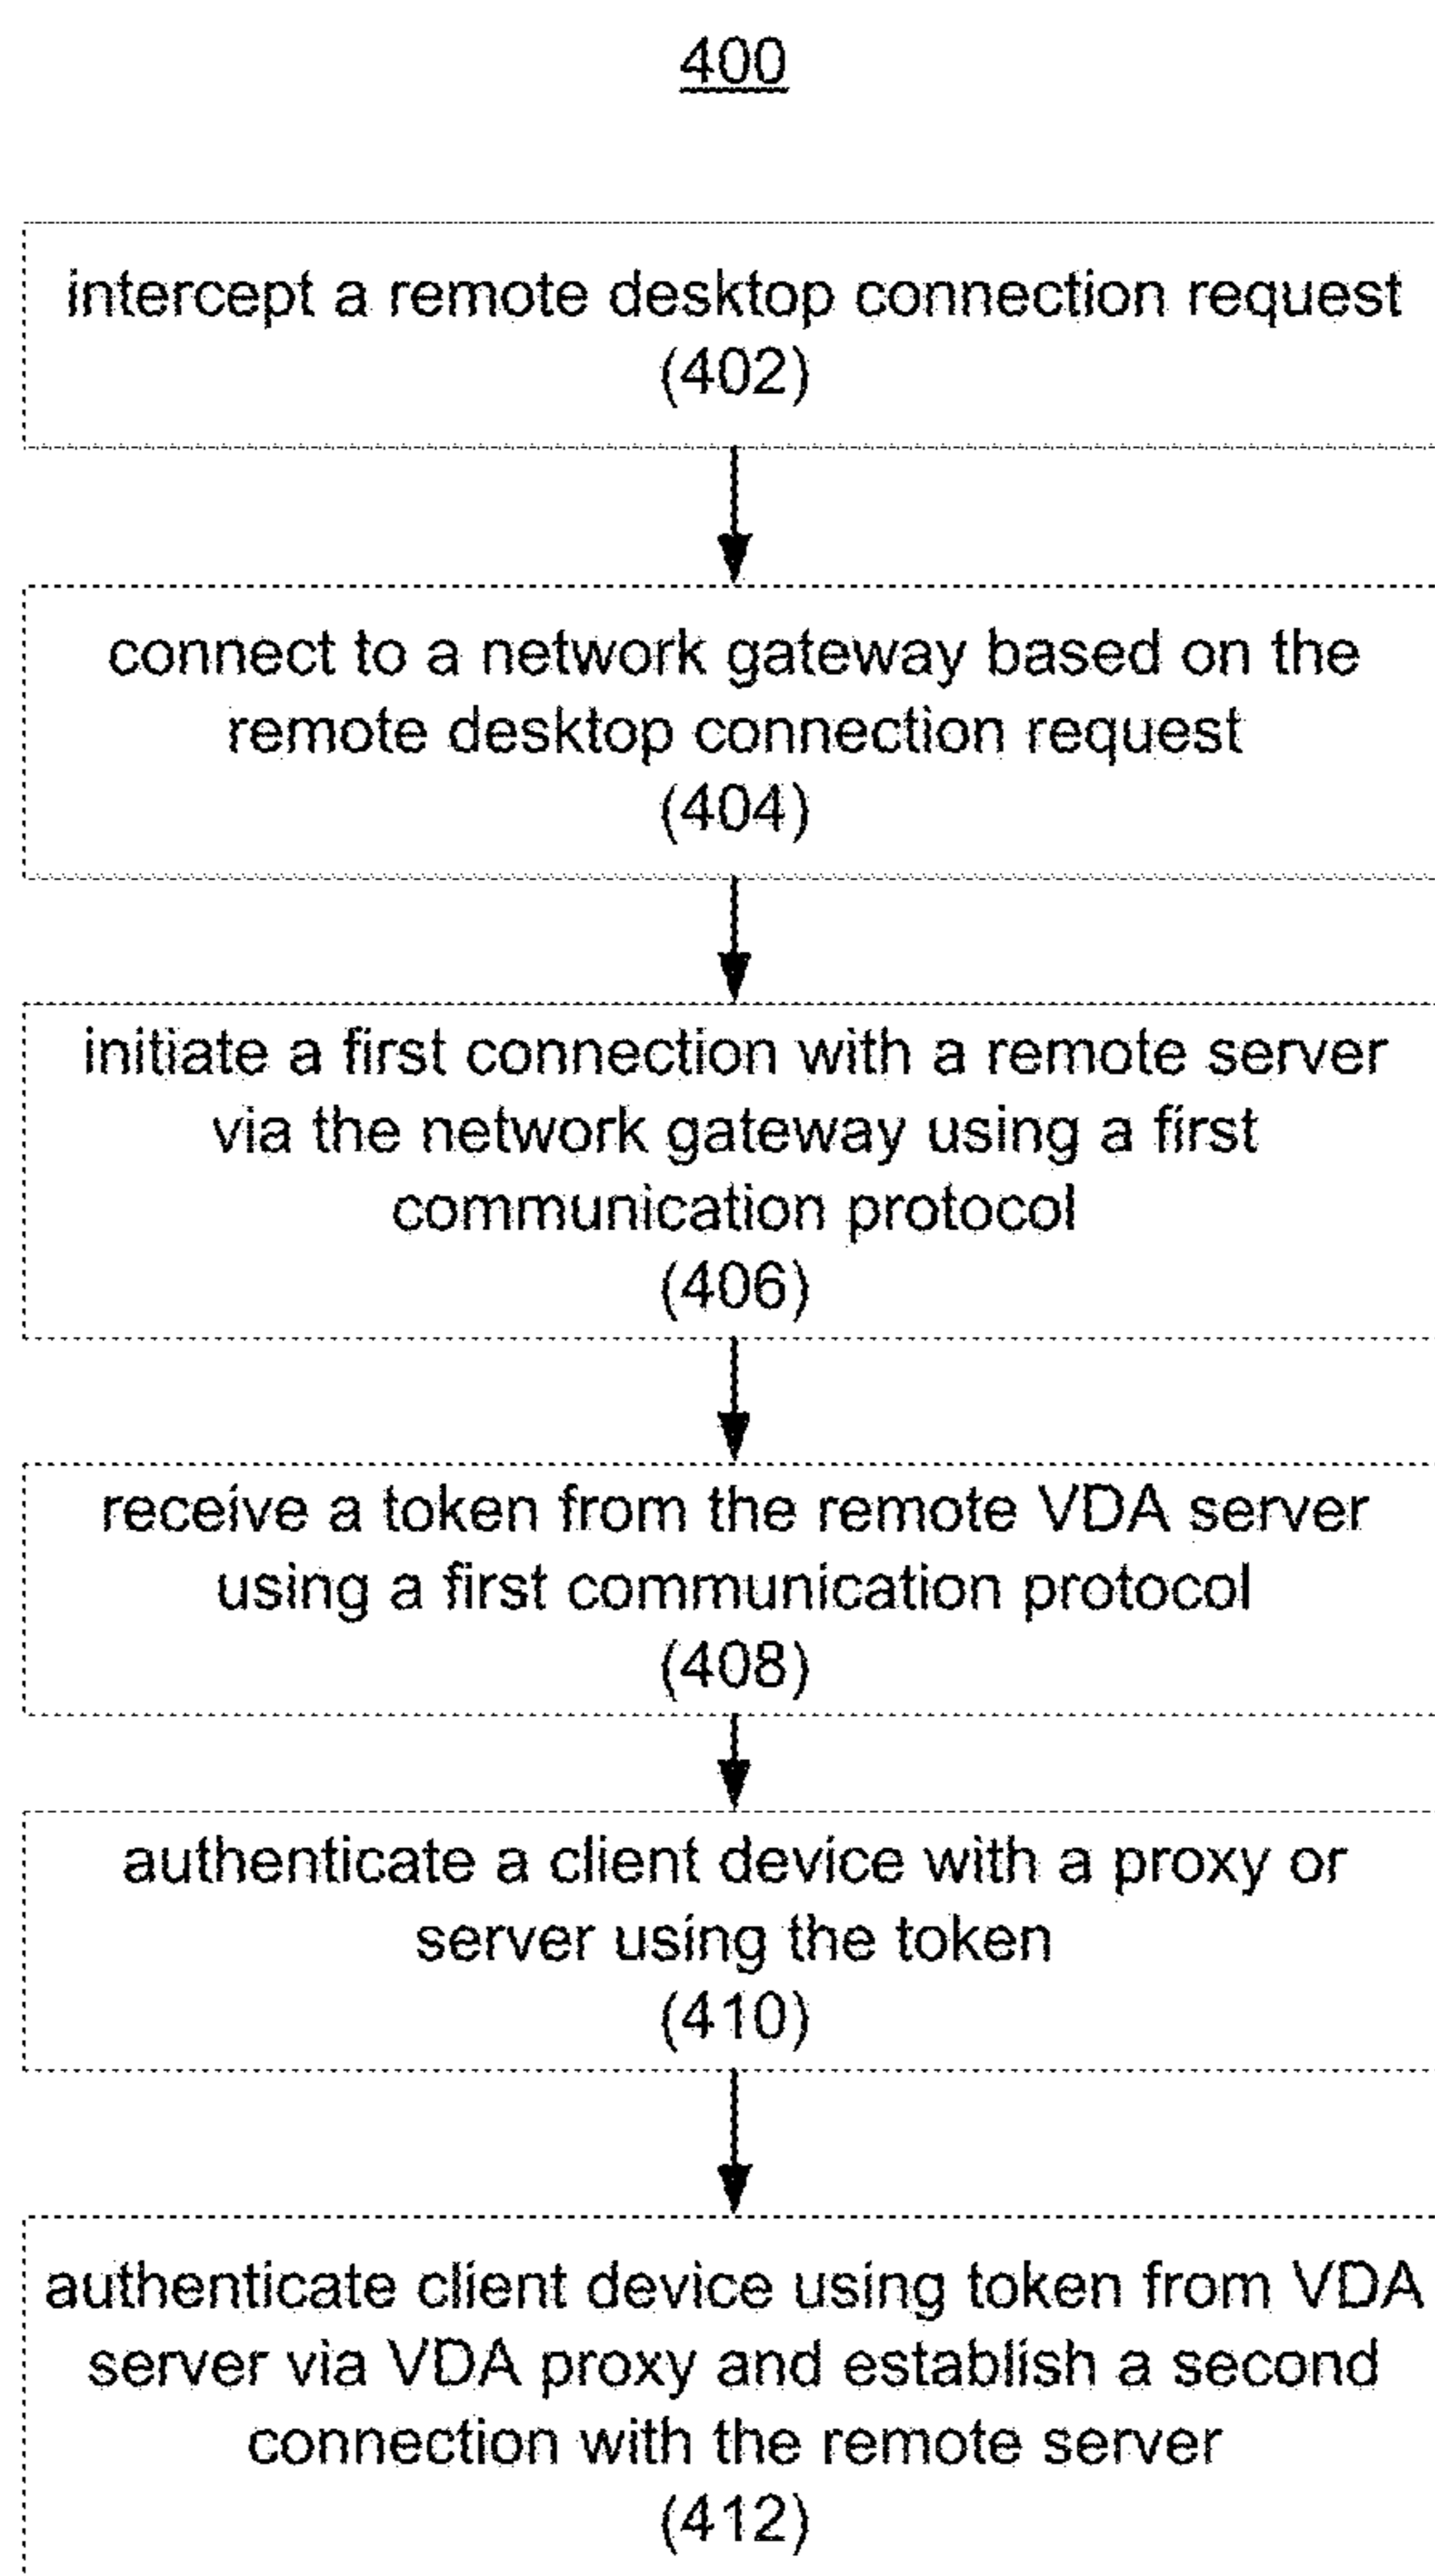 400
intercept a remote desktop connection request
(402)
connect to a network gateway based on the
remote desktop connection request
(404)
initiate a first connection with a remote server
via the network gateway using a first
communication protocol
(406)
receive a token from the remote VDA server
using a first communication protocol
(408)
authenticate a client device with a proxy or
server using the token
(410)
authenticate client device using token from VDA
server via VDA proxy and establish a second
connection with the remote server
(412)